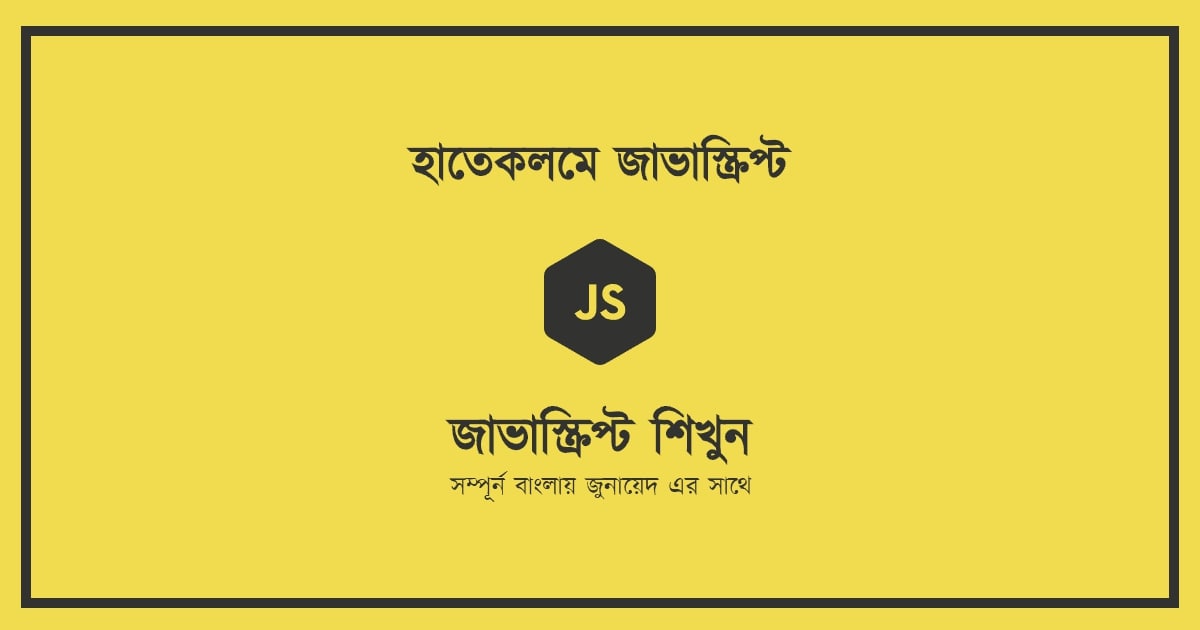 হাতেকলমে জাভাস্ক্রিপ্ট
JS
জাভাস্ক্রিপ্ট শিখুন
সম্পূর্ন বাংলায় জুনায়েদ এর সাথে